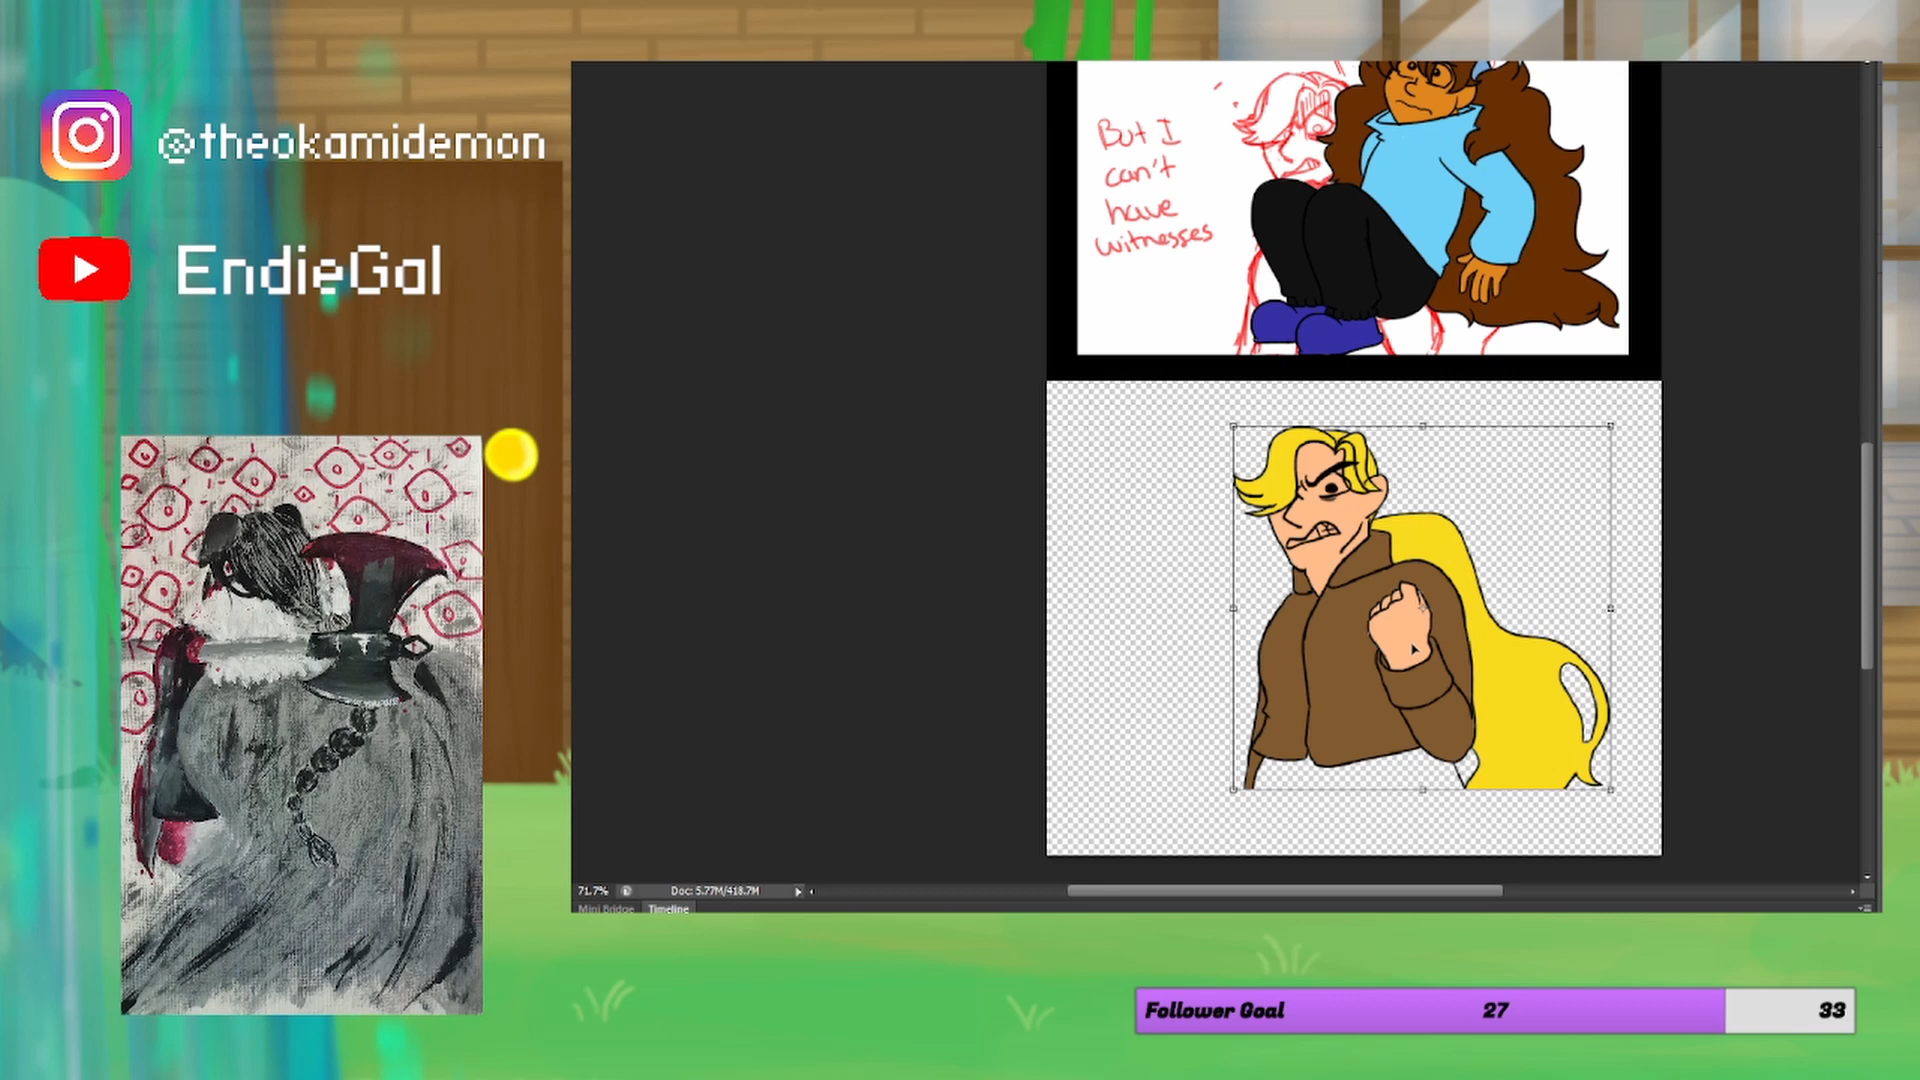 @theokamidemon
EndieGal
But I
can't
have
witnesses
71.7%
Doc: 5.77M/418.7M
Mini Bridge
Timeline
Follower Goal
27
33